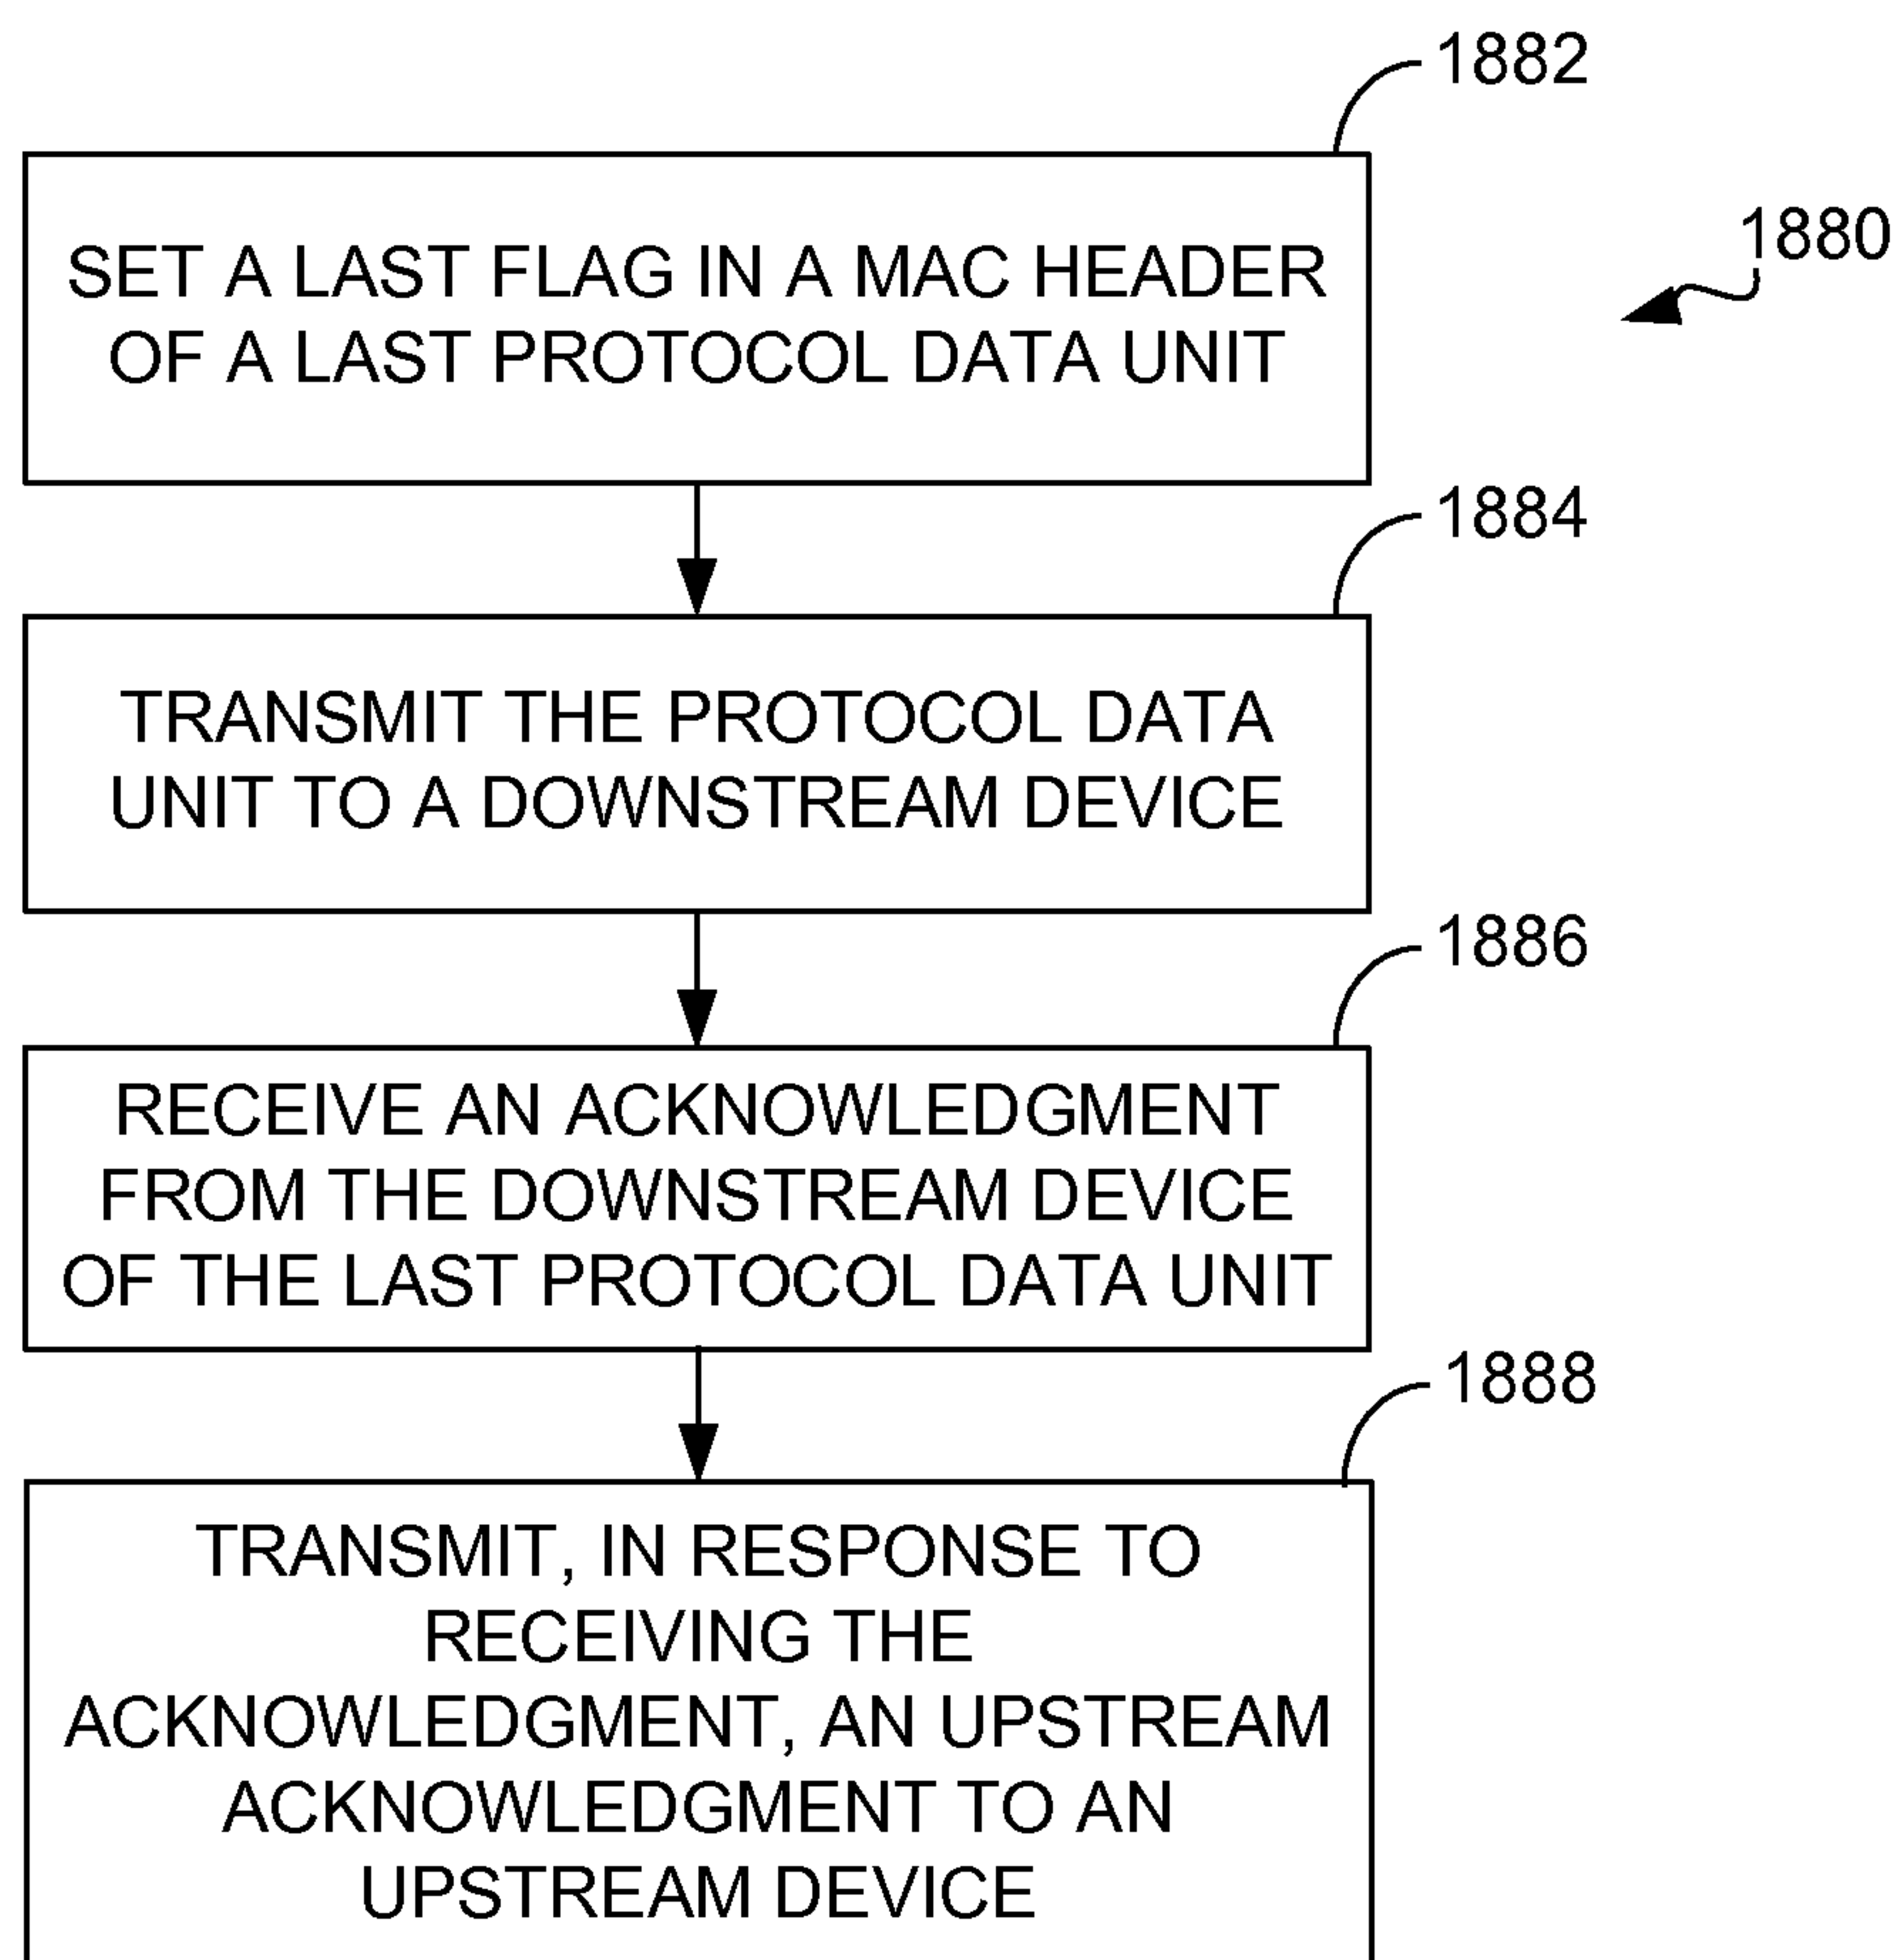 1882
1880
SET A LAST FLAG IN A MAC HEADER
OF A LAST PROTOCOL DATA UNIT
1884
TRANSMIT THE PROTOCOL DATA
UNIT TO A DOWNSTREAM DEVICE
1886
RECEIVE AN ACKNOWLEDGMENT
FROM THE DOWNSTREAM DEVICE
OF THE LAST PROTOCOL DATA UNIT
1888
TRANSMIT, IN RESPONSE TO
RECEIVING THE
ACKNOWLEDGMENT, AN UPSTREAM
ACKNOWLEDGMENT TO AN
UPSTREAM DEVICE